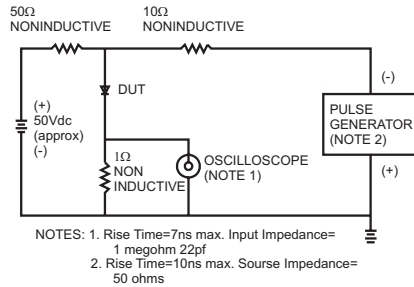 50Ω
NONINDUCTIVE
10Ω
NONINDUCTIVE
(+)
50Vdc
(approx)
(-)
DUT
1Ω
NON
INDUCTIVE
OSCILLOSCOPE
(NOTE 1)
(-)
PULSE
GENERATOR
(NOTE 2)
(+)
NOTES: 1. Rise Time=7ns max. Input Impedance=
1 megohm 22pf
2. Rise Time=10ns max. Sourse Impedance=
50 ohms